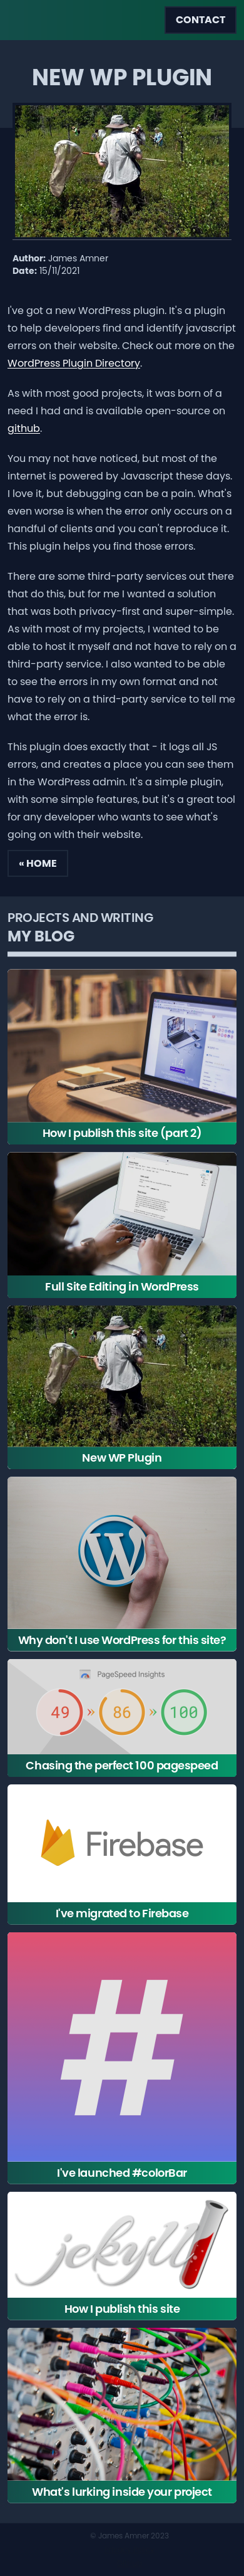 CONTACT
NEW WP PLUGIN
Author: James Amner
Date: 15/11/2021
I've got a new WordPress plugin. It's a plugin
to help developers find and identify javascript
errors on their website. Check out more on the
WordPress Plugin Directory.
As with most good projects, it was born of a
need I had and is available open-source on
github.
You may not have noticed, but most of the
internet is powered by Javascript these days.
I love it, but debugging can be a pain. What's
even worse is when the error only occurs on a
handful of clients and you can't reproduce it.
This plugin helps you find those errors.
There are some third-party services out there
that do this, but for me I wanted a solution
that was both privacy-first and super-simple.
As with most of my projects, I wanted to be
able to host it myself and not have to rely on a
third-party service. I also wanted to be able
to see the errors in my own format and not
have to rely on a third-party service to tell me
what the error is.
This plugin does exactly that - it logs all JS
errors, and creates a place you can see them
in the WordPress admin. It's a simple plugin,
with some simple features, but it's a great tool
for any developer who wants to see what's
going on with their website.
« HOME
PROJECTS AND WRITING
MY BLOG
How I publish this site (part 2)
Full Site Editing in WordPress
New WP Plugin
Why don't I use WordPress for this site?
PageSpeed Insights
49 » 86 » 100
Chasing the perfect 100 pagespeed
Firebase
I've migrated to Firebase
#
I've launched #colorBar
jekyll
How I publish this site
What's lurking inside your project
© James Amner 2023